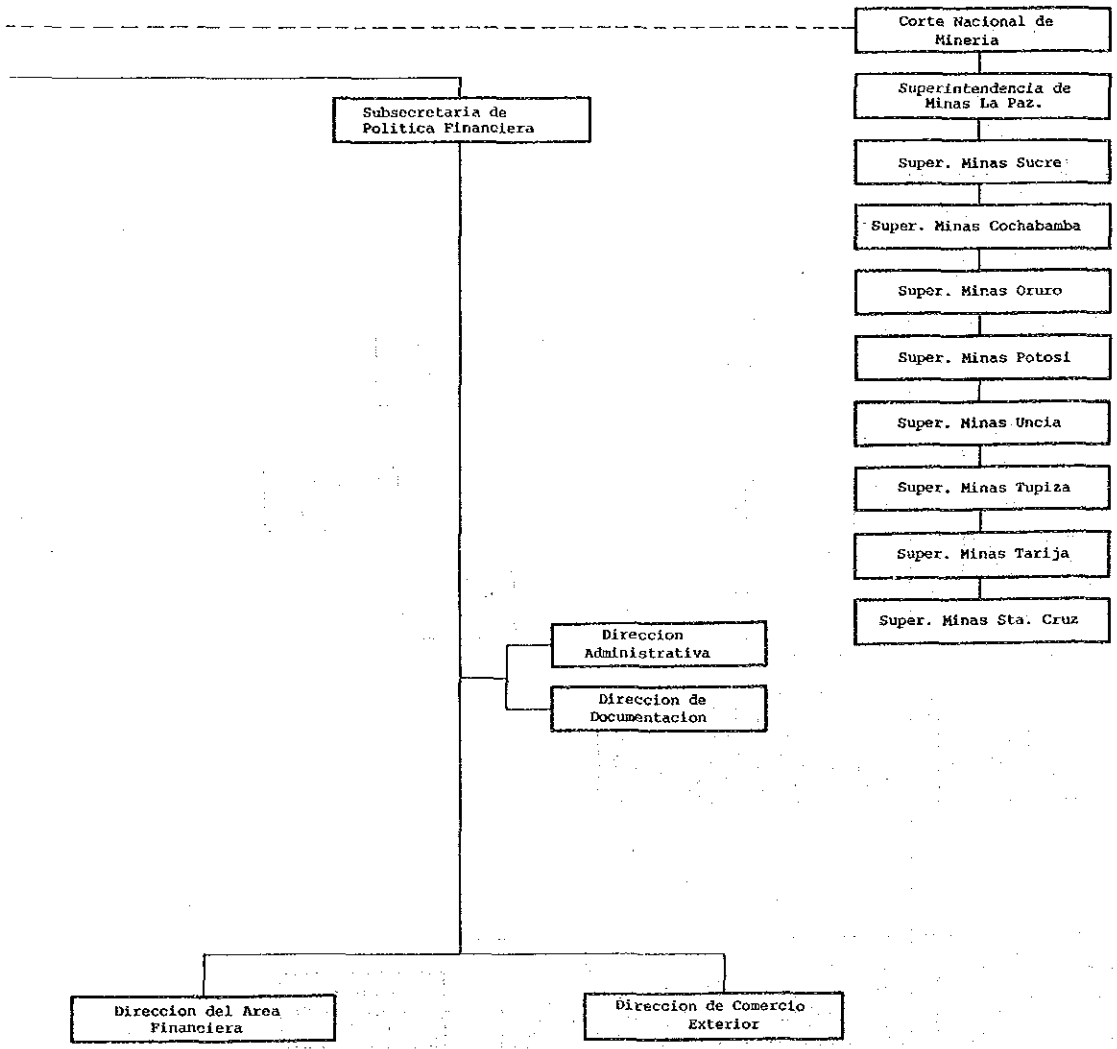 Corte Nacional de
Mineria
Superintendencia de
Minas La Paz.
Subsecretaria de
Politica Financiera
Super. Minas Sucre
Super. Minas Cochabamba
Super. Minas Oruro
Super. Minas Potosi
Super. Minas Uncia
Super. Minas Tupiza
Super. Minas Tarija
Super. Minas Sta. Cruz
Direccion
Administrativa
Direccion de
Documentacion
Direccion del Area
Financiera
Direccion de Comercio
Exterior